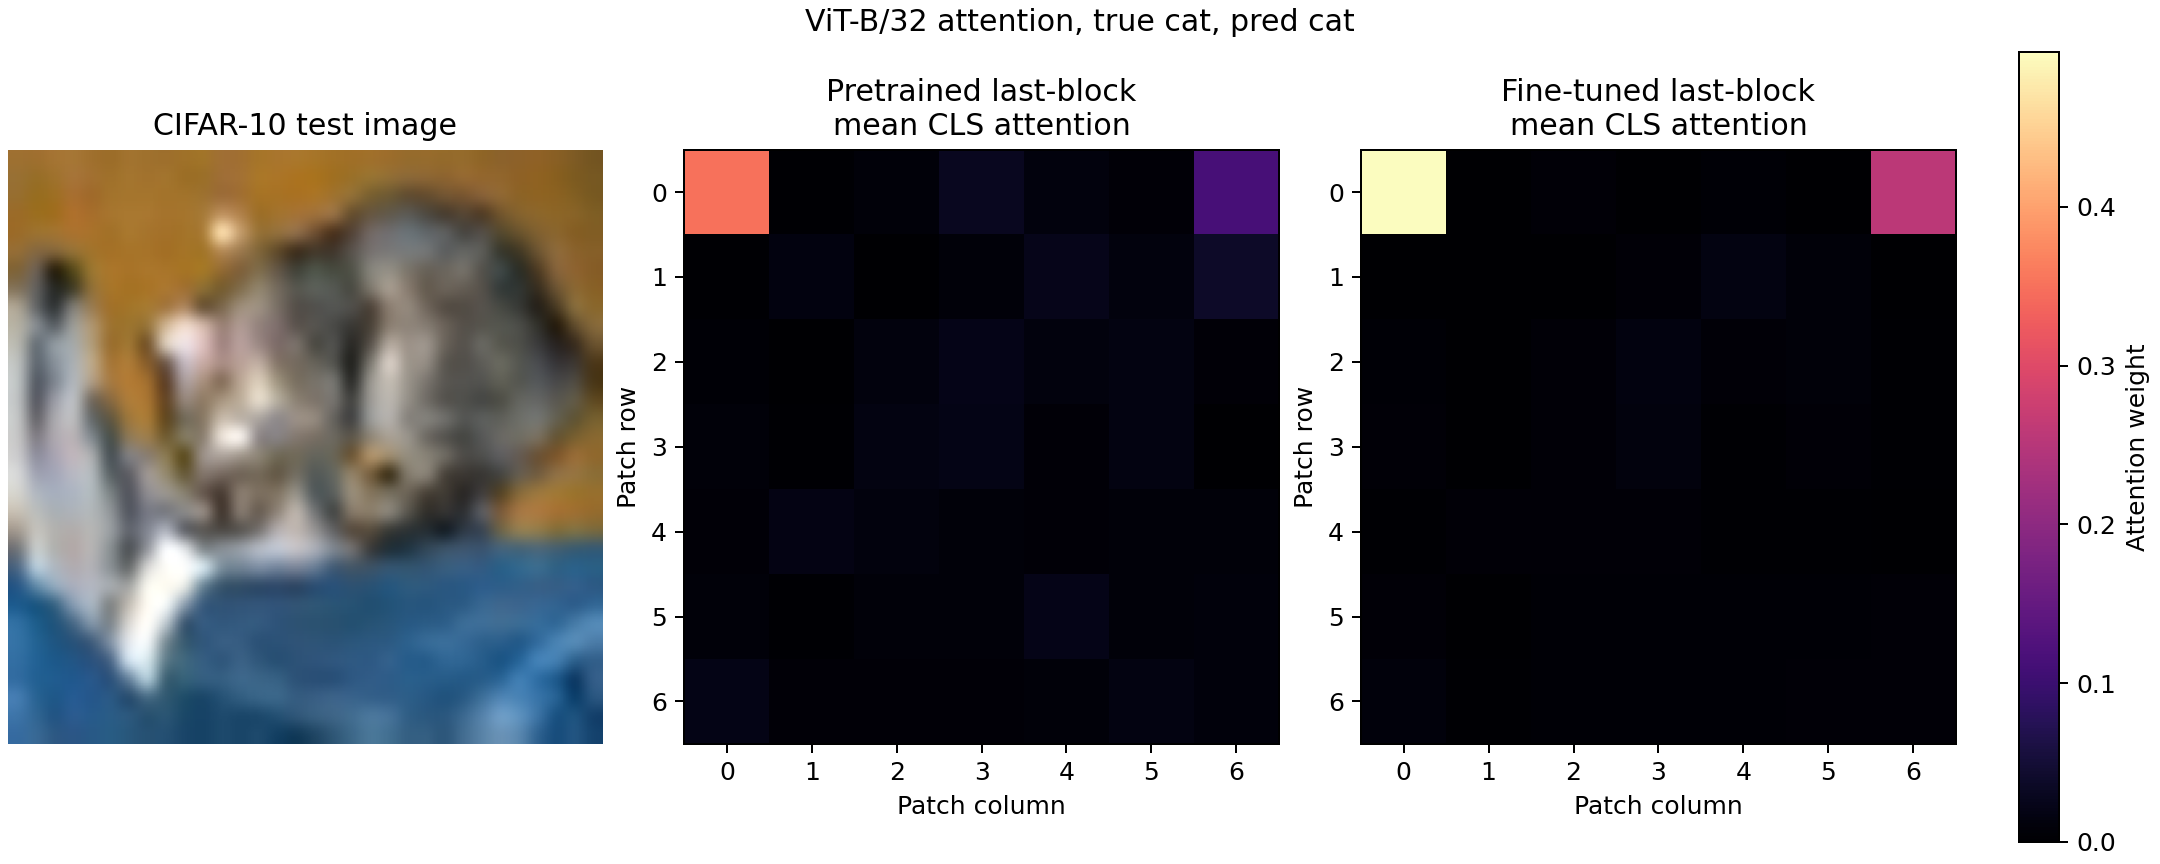 ViT-B/32 attention, true cat, pred cat
CIFAR-10 test image
Pretrained last-block
mean CLS attention
Fine-tuned last-block
mean CLS attention
Patch row
0
1
2
3
4
5
6
0 1 2 3 4 5 6
Patch column
Patch row
0
1
2
3
4
5
6
0 1 2 3 4 5 6
Patch column
0.4
0.3
0.2
0.1
0.0
Attention weight